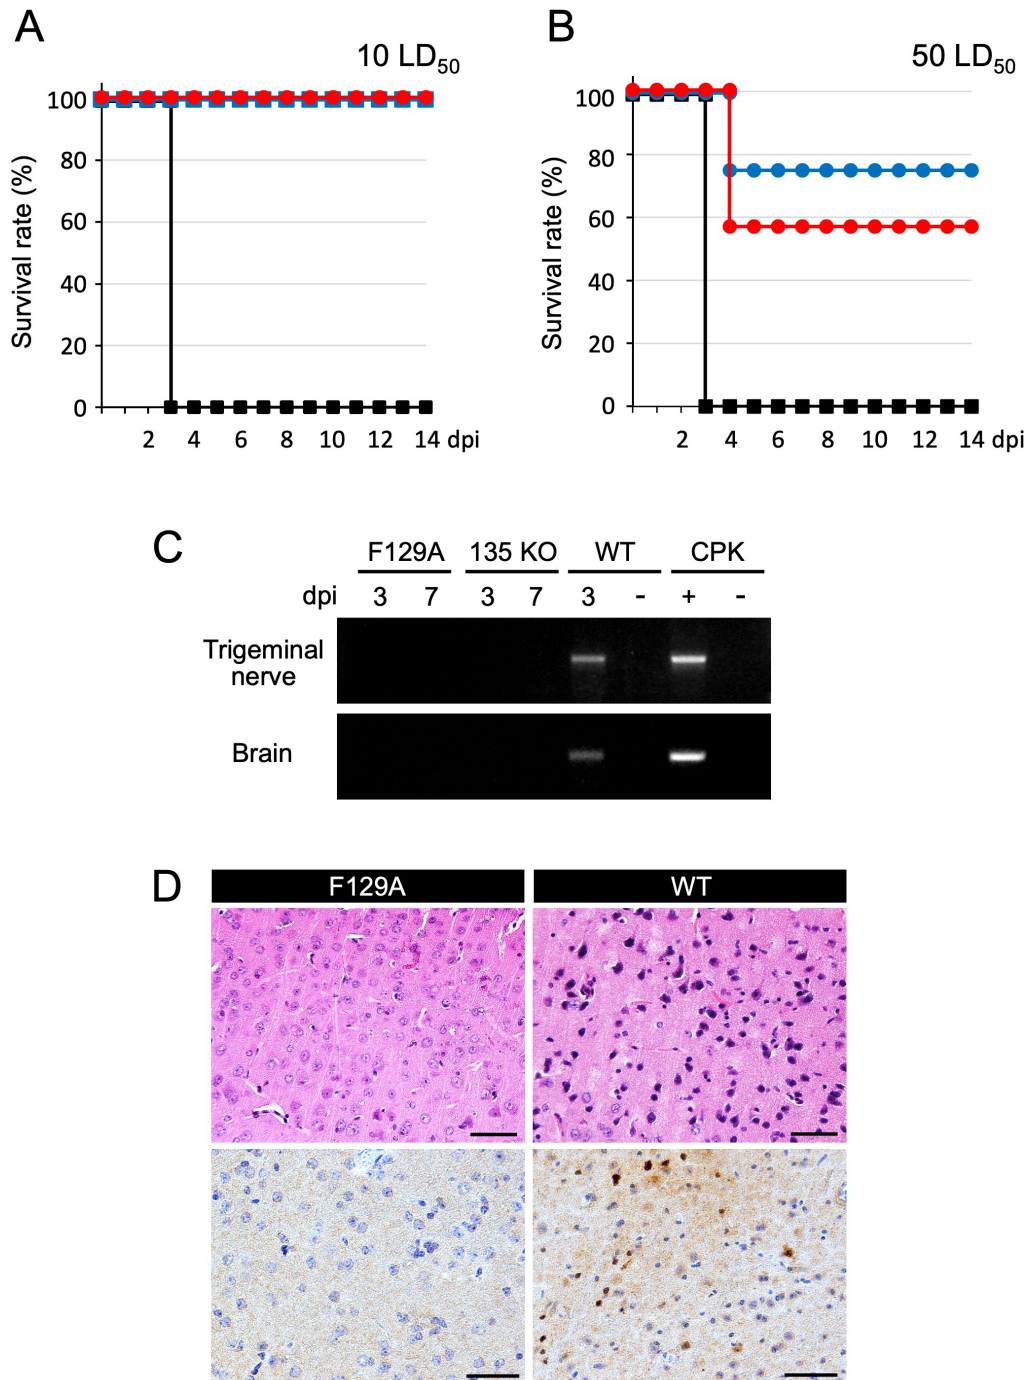 A
10 LD50
Survival rate (%)
100
80
60
40
20
0
2 4 6 8 10 12 14 dpi
B
50 LD50
Survival rate (%)
100
80
60
40
20
0
2 4 6 8 10 12 14 dpi
C
F129A 135 KO WT CPK
dpi 3 7 3 7 3 - + -
Trigeminal
nerve
Brain
D
F129A WT